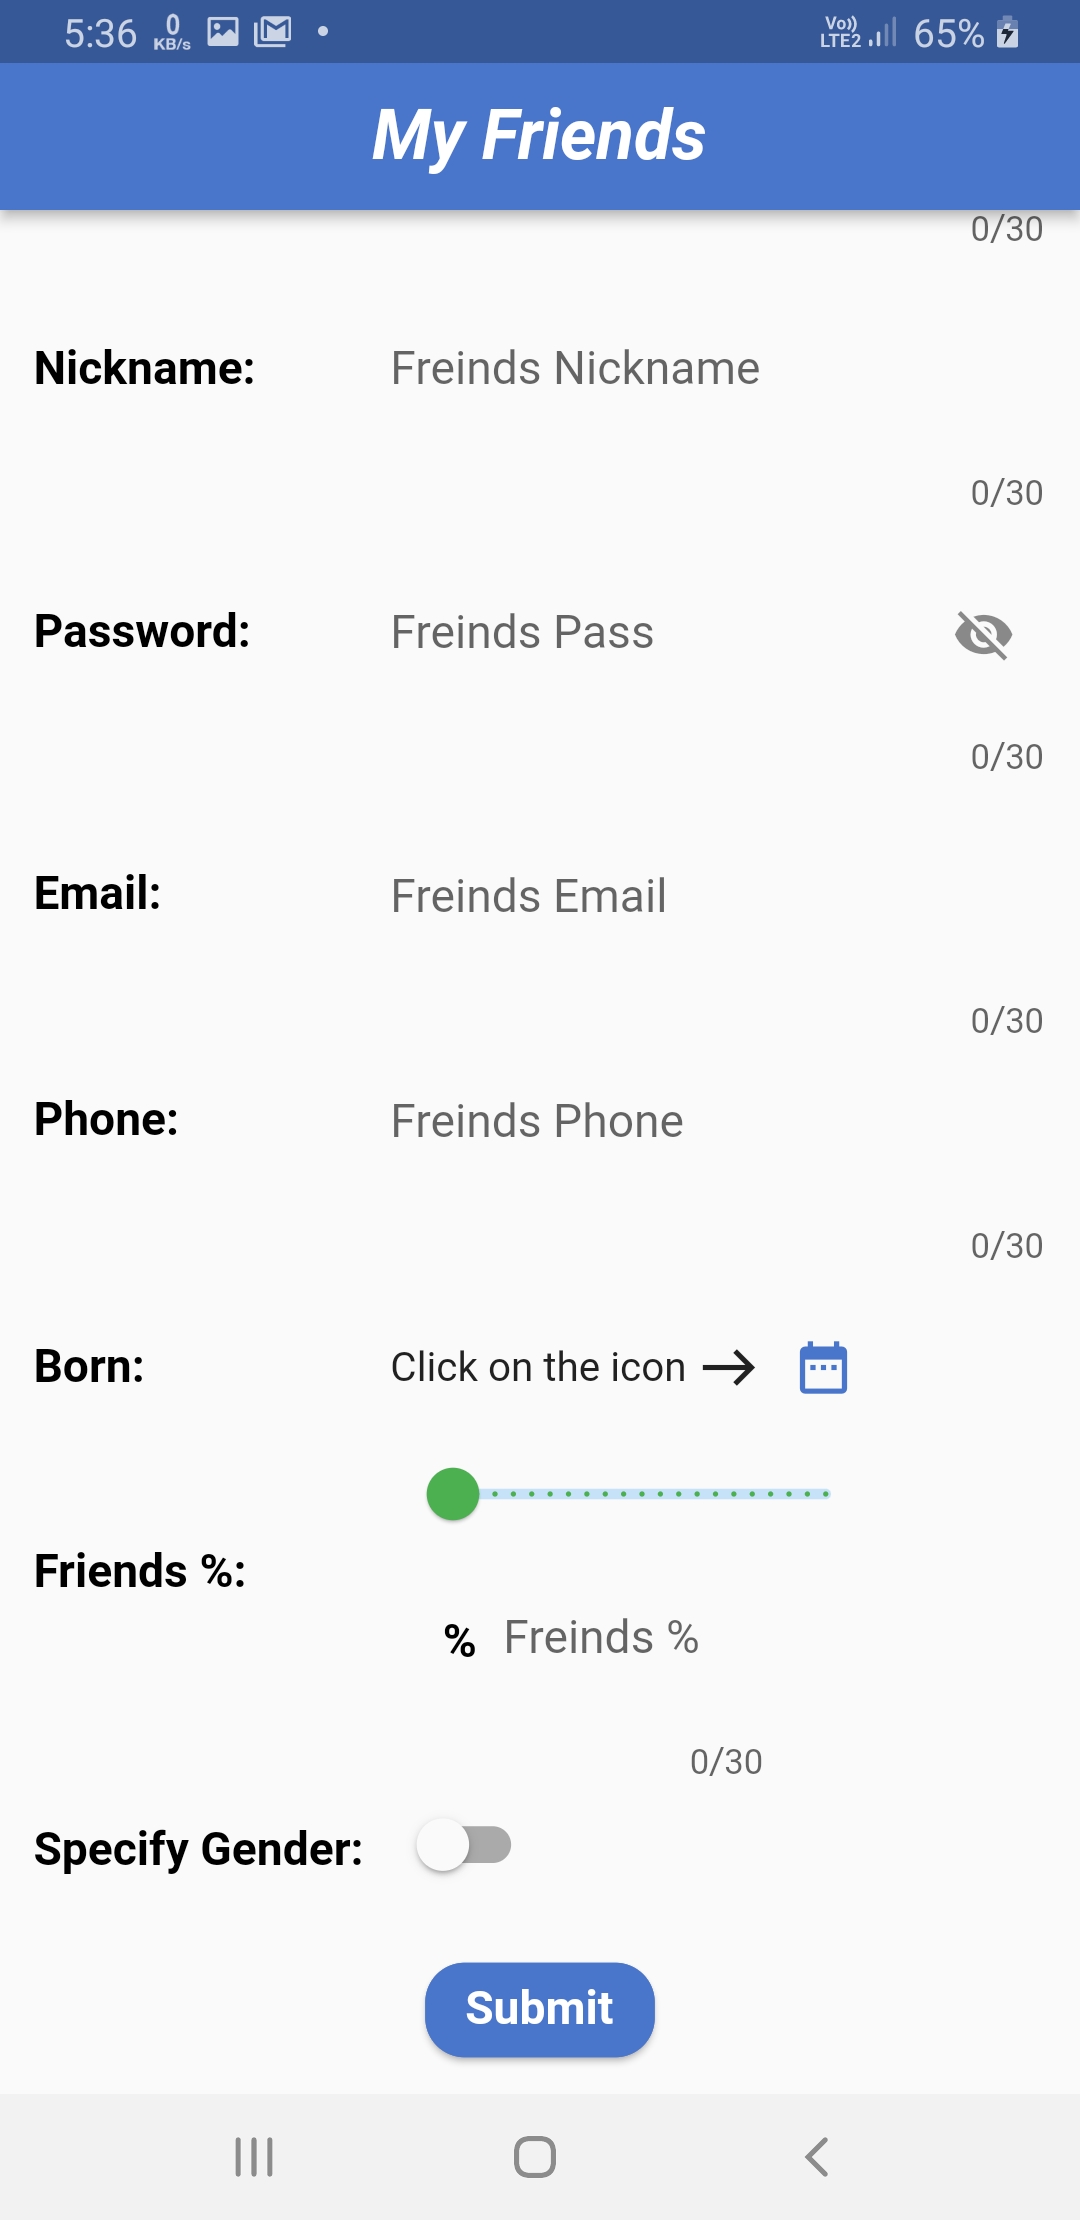 5:36 0 KB/s Vo)) LTE2 65%
My Friends
0/30
Nickname: Freinds Nickname
0/30
Password: Freinds Pass
0/30
Email: Freinds Email
0/30
Phone: Freinds Phone
0/30
Born: Click on the icon →
Friends %:
% Freinds %
0/30
Specify Gender:
Submit